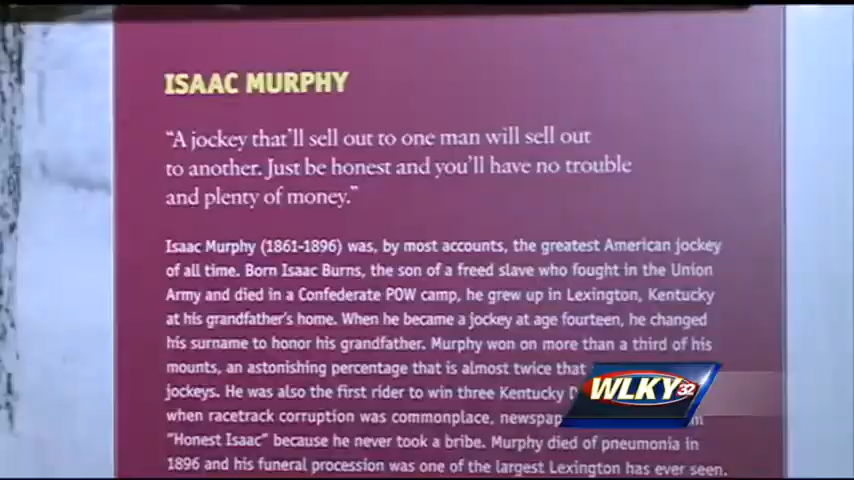 ISAAC MURPHY
"A jockey that'll sell out to one man will sell out
to another. Just be honest and you'll have no trouble
and plenty of money."
Isaac Murphy (1861-1896) was, by most accounts, the greatest American jockey
of all time. Born Isaac Burns, the son of a freed slave who fought in the Union
Army and died in a Confederate POW camp, he grew up in Lexington, Kentucky
at his grandfather's home. When he became a jockey at age fourteen, he changed
his surname to honor his grandfather. Murphy won on more than a third of his
mounts, an astonishing percentage that is almost twice that
jockeys. He was also the first rider to win three Kentucky
when racetrack corruption was commonplace,
"Honest Isaac" because he never took a bribe. Murphy died of pneumonia in
1896 and his funeral procession was one of the largest Lexington has ever seen.
WLKY 32